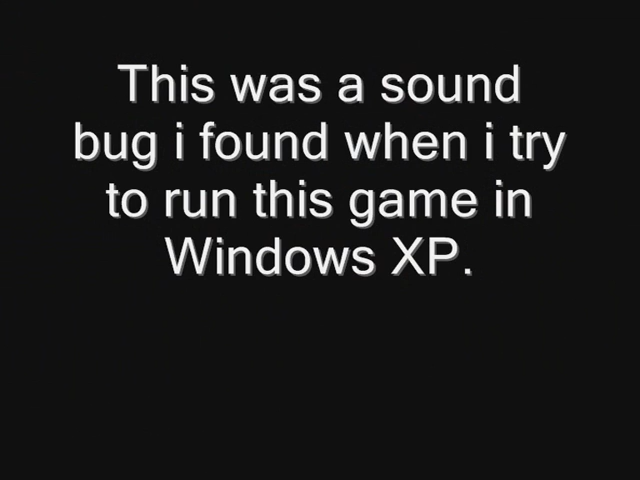 This was a sound
bug i found when i try
to run this game in
Windows XP.